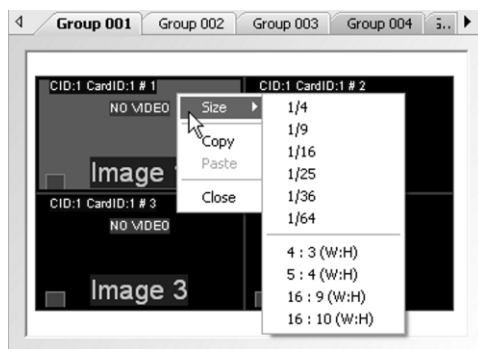 Group 001
Group 002
Group 003
Group 004
CID:1 CardID:1 # 1
CID:1 CardID:1 # 2
NO VIDEO
Image
CID:1 CardID:1 # 3
NO VIDEO
Image 3
Size
Copy
Paste
Close
1/4
1/9
1/16
1/25
1/36
1/64
4 : 3 (W:H)
5 : 4 (W:H)
16 : 9 (W:H)
16 : 10 (W:H)